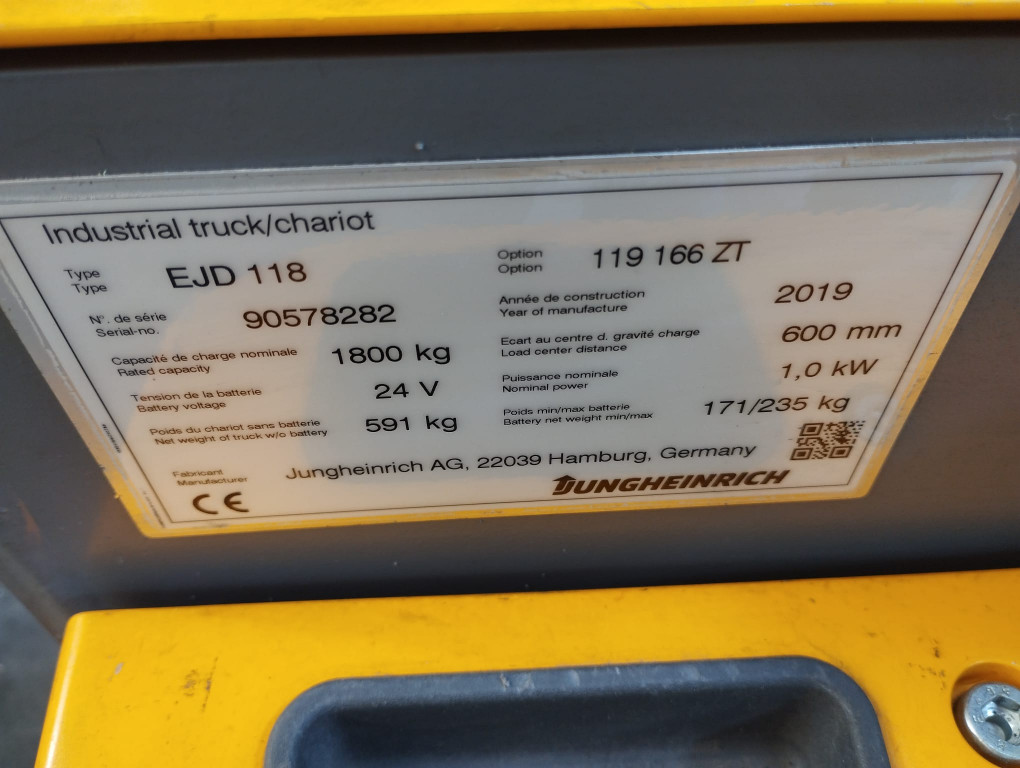 Industrial truck/chariot
Type
Type
EJD 118
Option
Option
119 166 ZT
N°. de série
Serial-no.
90578282
Année de construction
Year of manufacture
2019
Capacité de charge nominale
Rated capacity
1800 kg
Ecart au centre d. gravité charge
Load center distance
600 mm
Tension de la batterie
Battery voltage
24 V
Puissance nominale
Nominal power
1,0 kW
Poids du chariot sans batterie
Net weight of truck w/o battery
591 kg
Poids min/max batterie
Battery net weight min/max
171/235 kg
Fabricant
Manufacturer
Jungheinrich AG, 22039 Hamburg, Germany
CE
JUNGHEINRICH